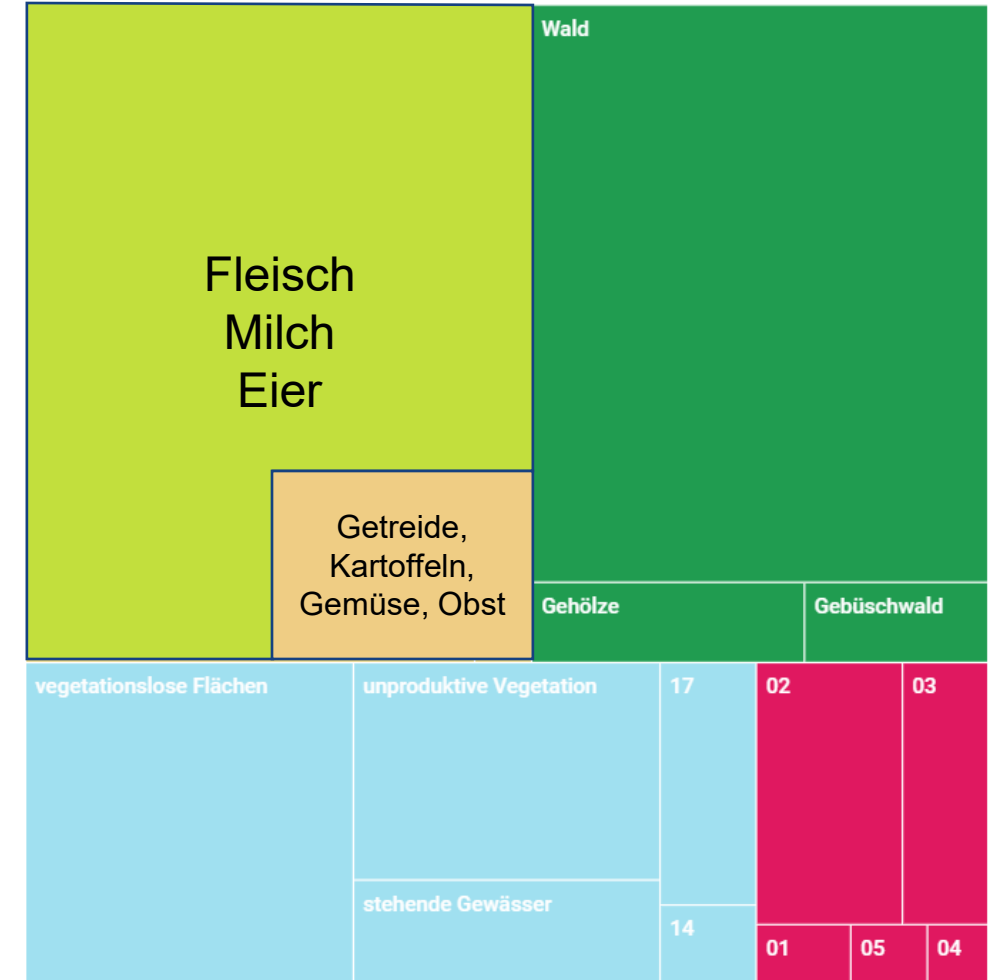 Wald
Fleisch
Milch
Eier
Getreide,
Kartoffeln,
Gemüse, Obst
Gehölze
Gebüschwald
vegetationslose Flächen
unproduktive Vegetation
17
02
03
stehende Gewässer
14
01
05
04